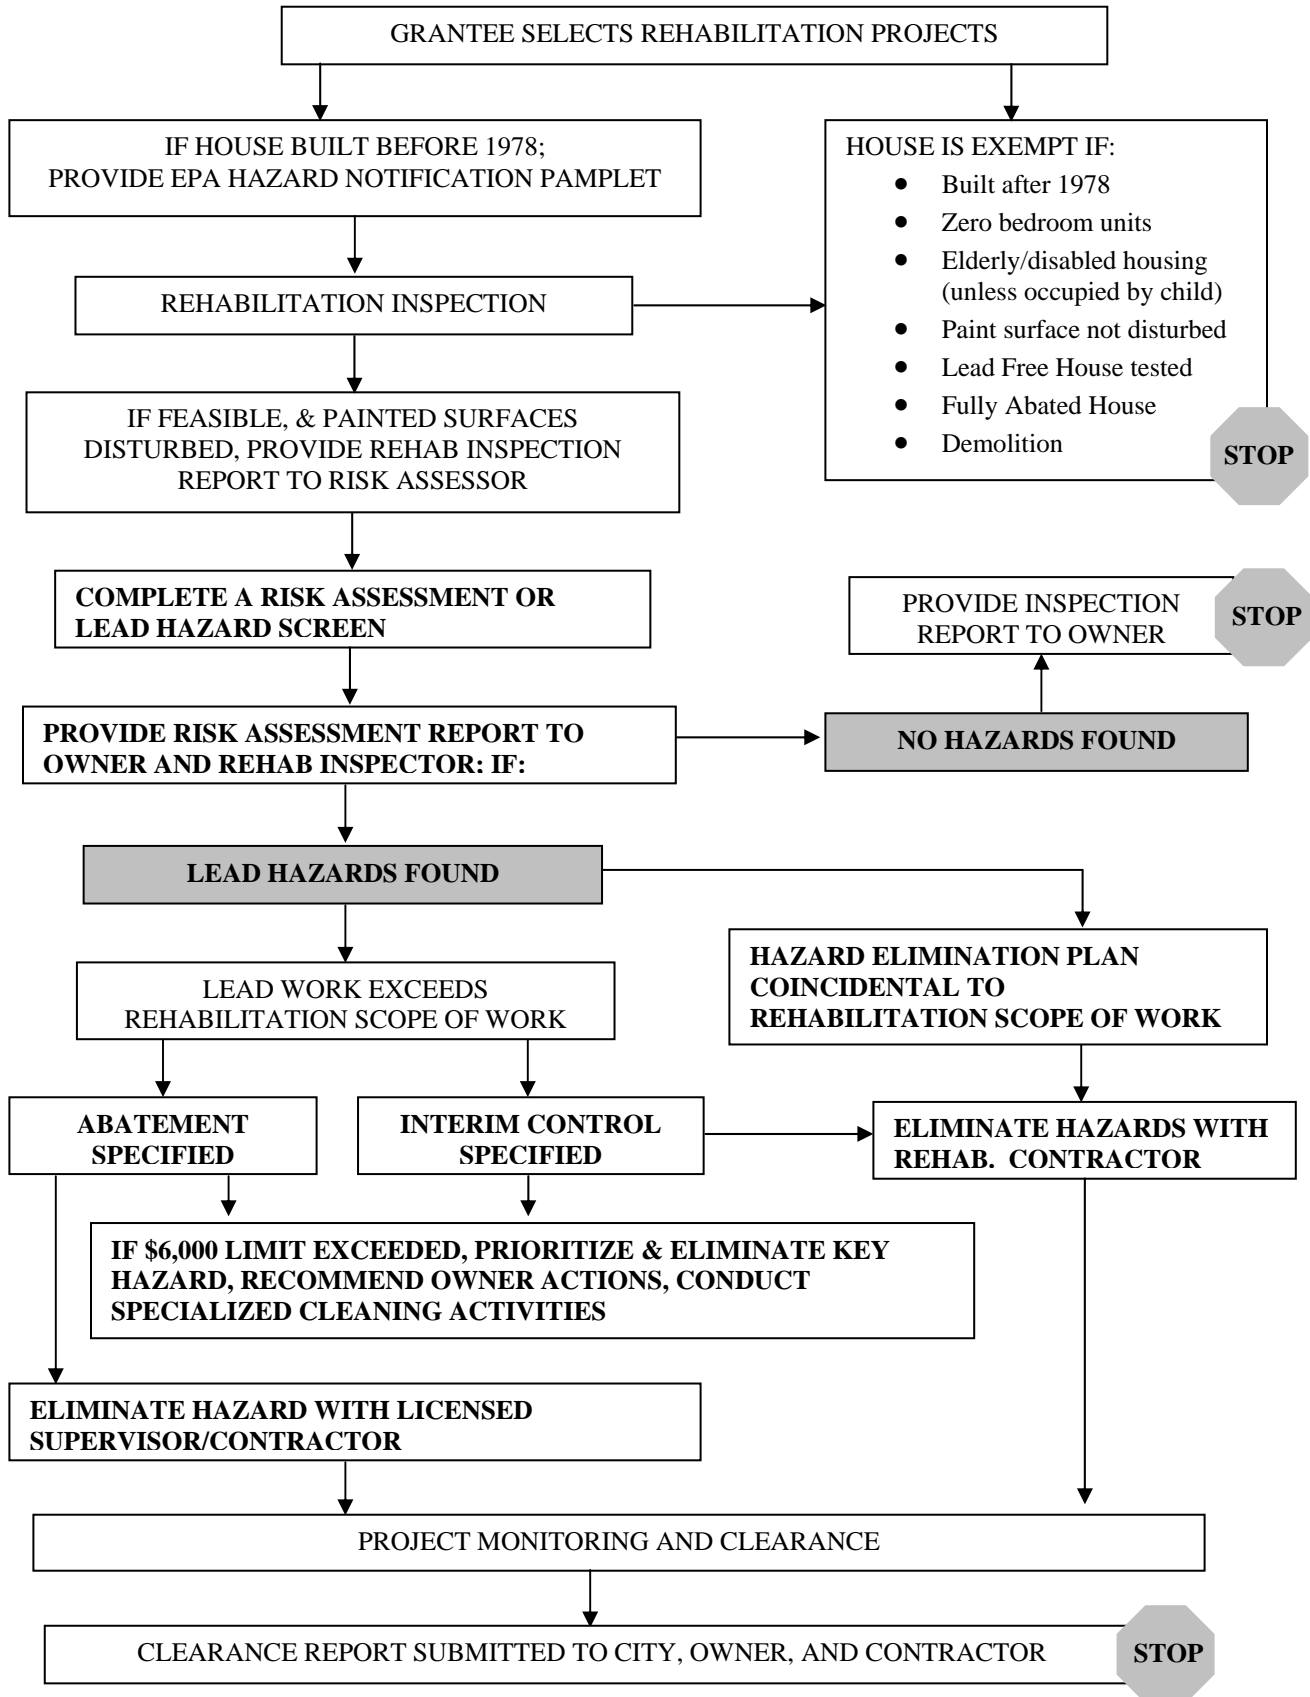 GRANTEE SELECTS REHABILITATION PROJECTS
IF HOUSE BUILT BEFORE 1978;
PROVIDE EPA HAZARD NOTIFICATION PAMPLET
HOUSE IS EXEMPT IF:
• Built after 1978
• Zero bedroom units
• Elderly/disabled housing
(unless occupied by child)
• Paint surface not disturbed
• Lead Free House tested
• Fully Abated House
• Demolition
STOP
REHABILITATION INSPECTION
IF FEASIBLE, & PAINTED SURFACES
DISTURBED, PROVIDE REHAB INSPECTION
REPORT TO RISK ASSESSOR
COMPLETE A RISK ASSESSMENT OR
LEAD HAZARD SCREEN
PROVIDE INSPECTION
REPORT TO OWNER
STOP
PROVIDE RISK ASSESSMENT REPORT TO
OWNER AND REHAB INSPECTOR: IF:
NO HAZARDS FOUND
LEAD HAZARDS FOUND
LEAD WORK EXCEEDS
REHABILITATION SCOPE OF WORK
HAZARD ELIMINATION PLAN
COINCIDENTAL TO
REHABILITATION SCOPE OF WORK
ABATEMENT
SPECIFIED
INTERIM CONTROL
SPECIFIED
ELIMINATE HAZARDS WITH
REHAB. CONTRACTOR
IF $6,000 LIMIT EXCEEDED, PRIORITIZE & ELIMINATE KEY
HAZARD, RECOMMEND OWNER ACTIONS, CONDUCT
SPECIALIZED CLEANING ACTIVITIES
ELIMINATE HAZARD WITH LICENSED
SUPERVISOR/CONTRACTOR
PROJECT MONITORING AND CLEARANCE
CLEARANCE REPORT SUBMITTED TO CITY, OWNER, AND CONTRACTOR
STOP